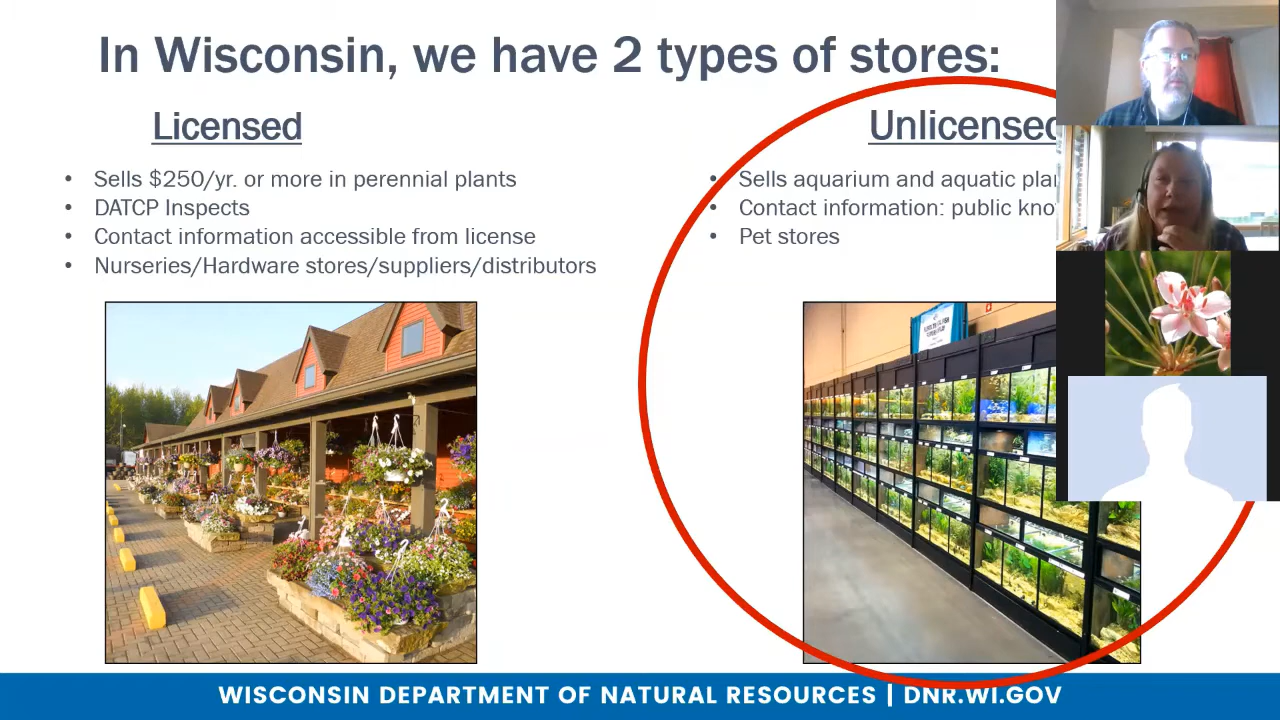 In Wisconsin, we have 2 types of stores:
Licensed
• Sells $250/yr. or more in perennial plants
• DATCP Inspects
• Contact information accessible from license
• Nurseries/Hardware stores/suppliers/distributors
Unlicensed
• Sells aquarium and aquatic
• Contact information: public
• Pet stores
WISCONSIN DEPARTMENT OF NATURAL RESOURCES | DNR.WI.GOV